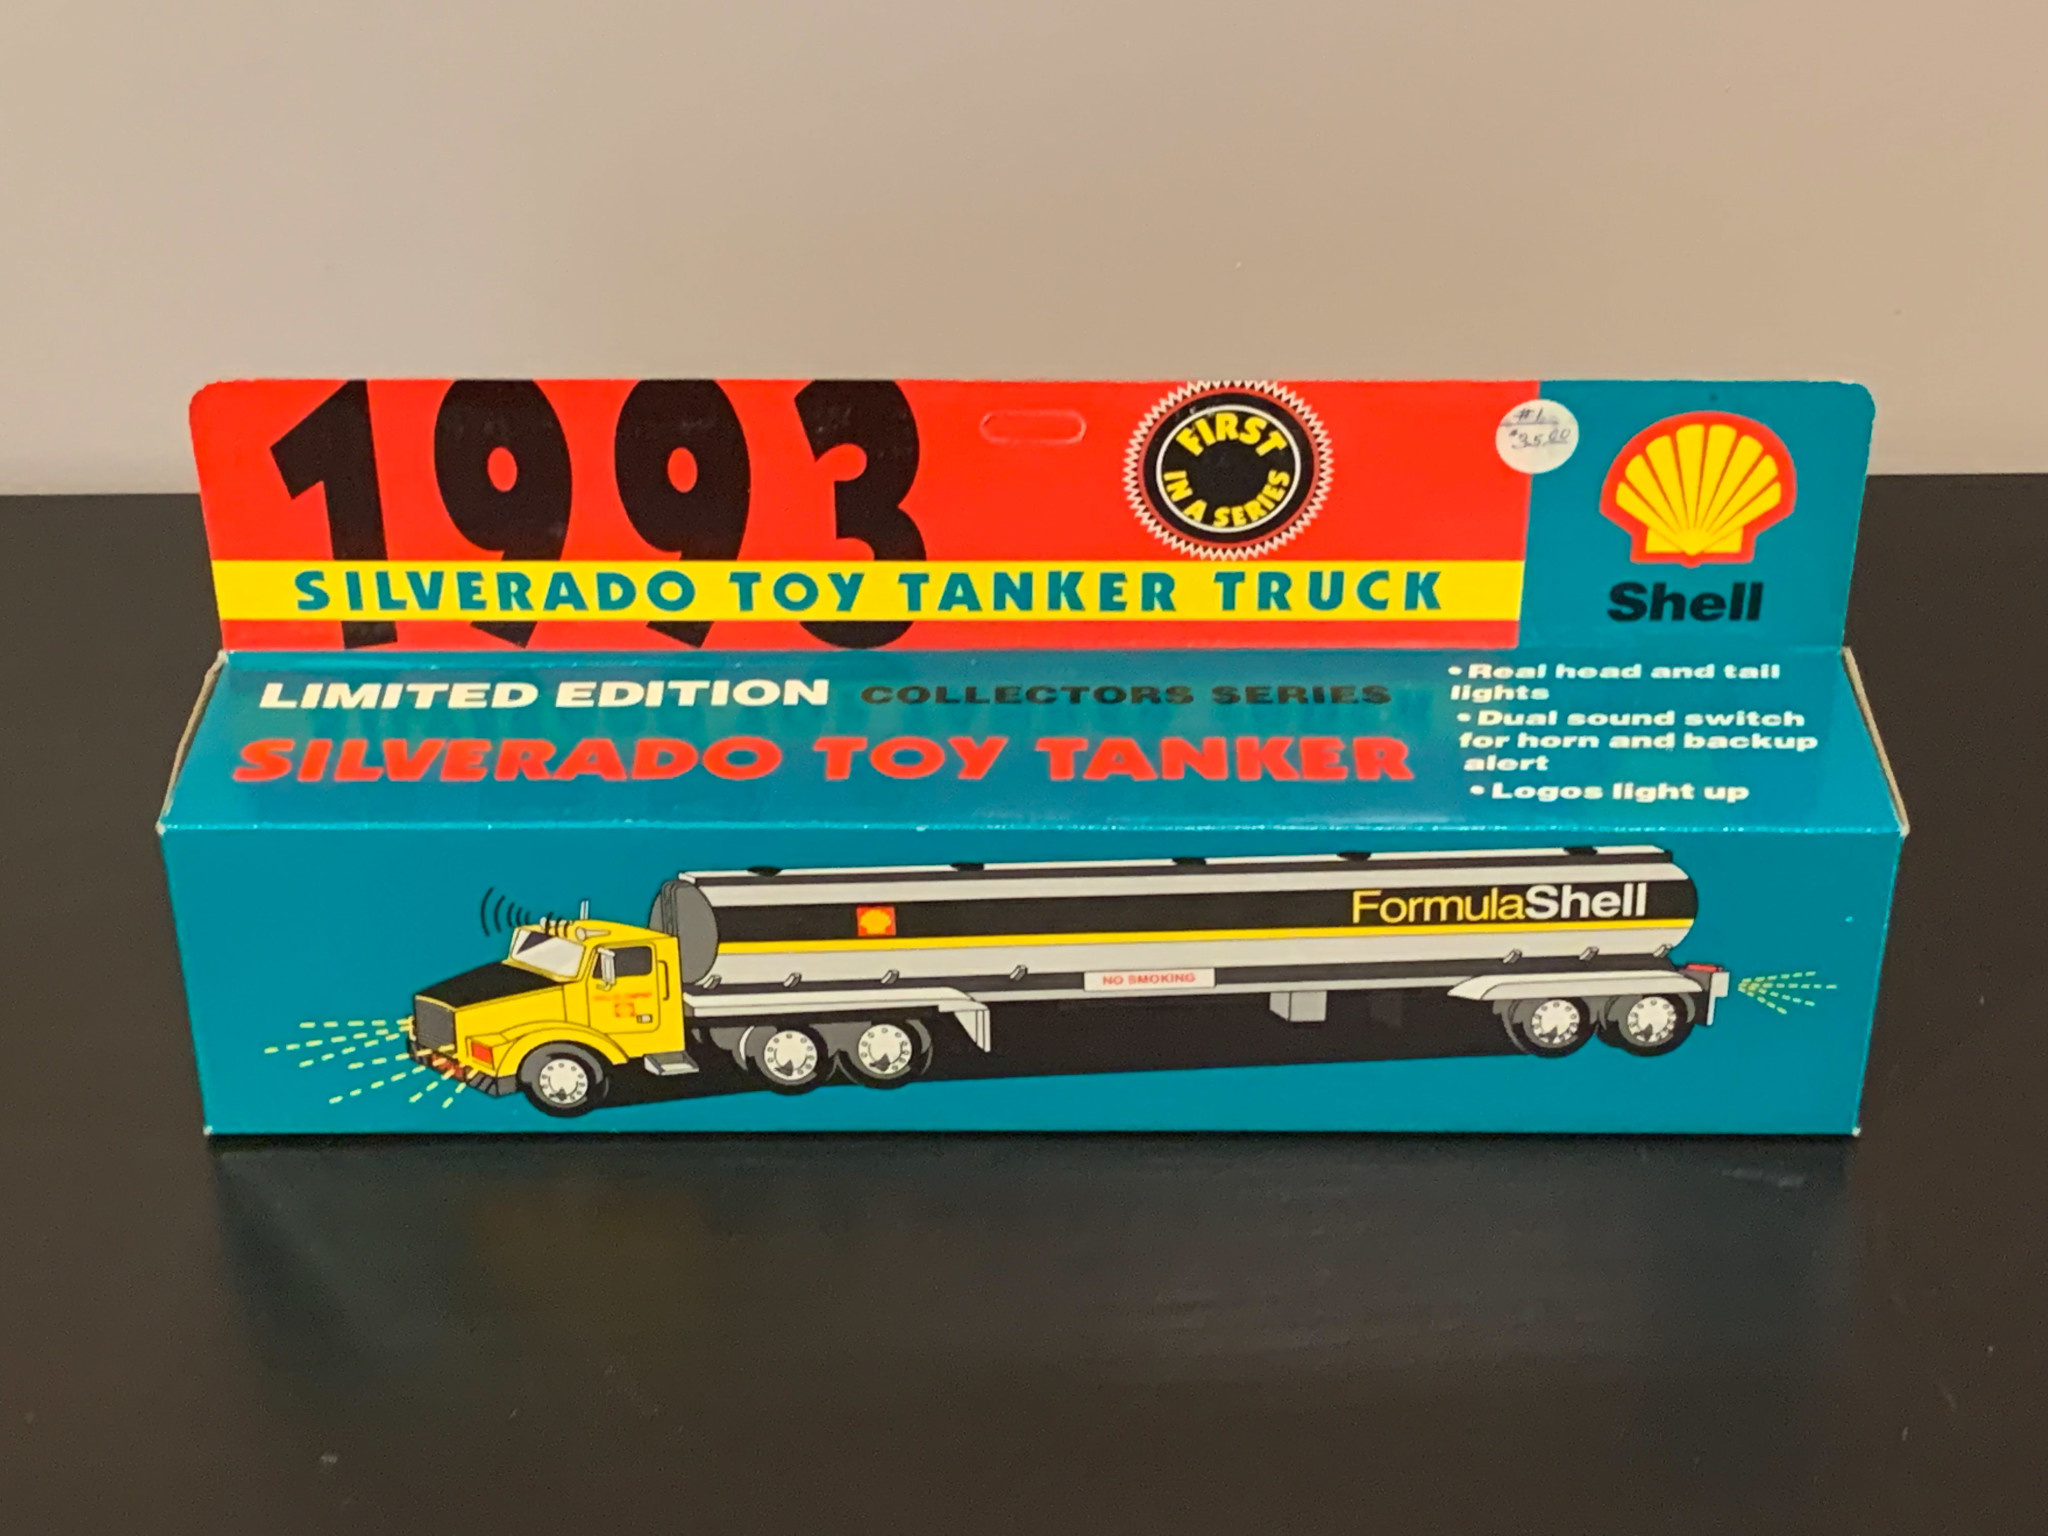 1993
FIRST
IN A SERIES
#1
$35.00
SILVERADO TOY TANKER TRUCK
Shell
LIMITED EDITION COLLECTORS SERIES
SILVERADO TOY TANKER
• Real head and tail
lights
• Dual sound switch
for horn and backup
alert
• Logos light up
FormulaShell
NO SMOKING